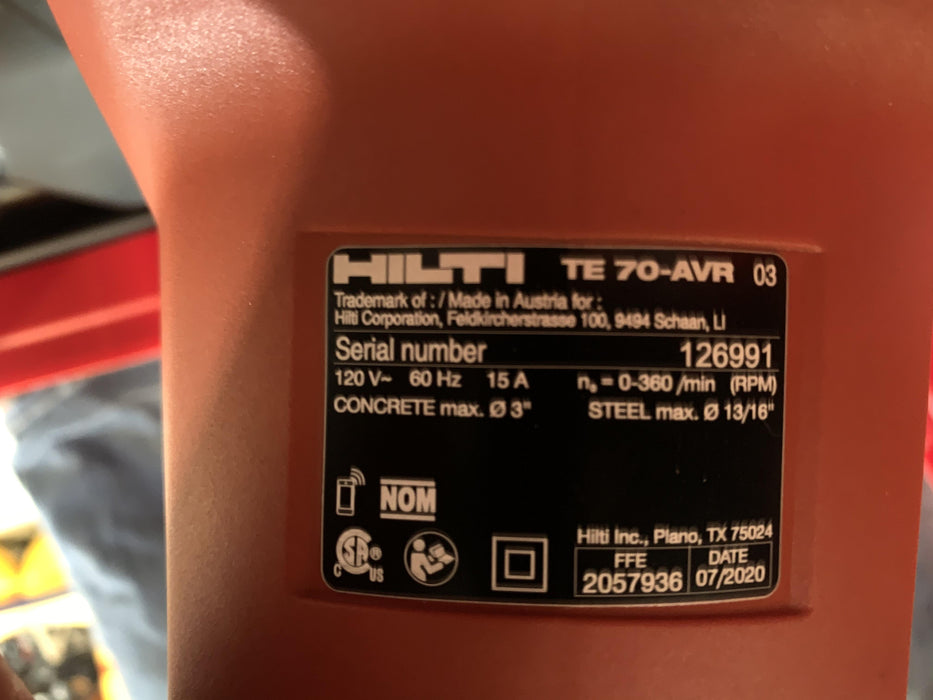 HILTI TE 70-AVR 03
Trademark of : / Made in Austria for :
Hilti Corporation, Feldkircherstrasse 100, 9494 Schaan, LI
Serial number 126991
120 V~ 60 Hz 15 A n₀ = 0-360 /min (RPM)
CONCRETE max. Ø 3" STEEL max. Ø 13/16"
NOM
Hilti Inc., Plano, TX 75024
SA ®
C US
FFE DATE
2057936 07/2020